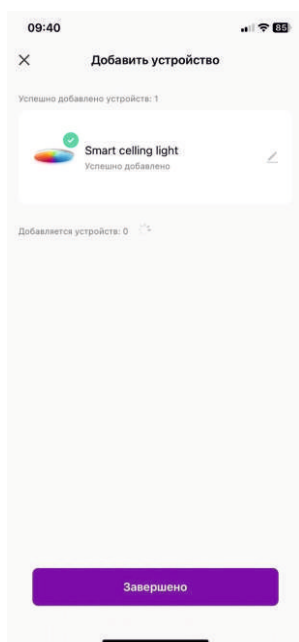 09:40
85
Добавить устройство
Успешно добавлено устройств: 1
Smart celling light
Успешно добавлено
Добавляется устройств: 0
Завершено